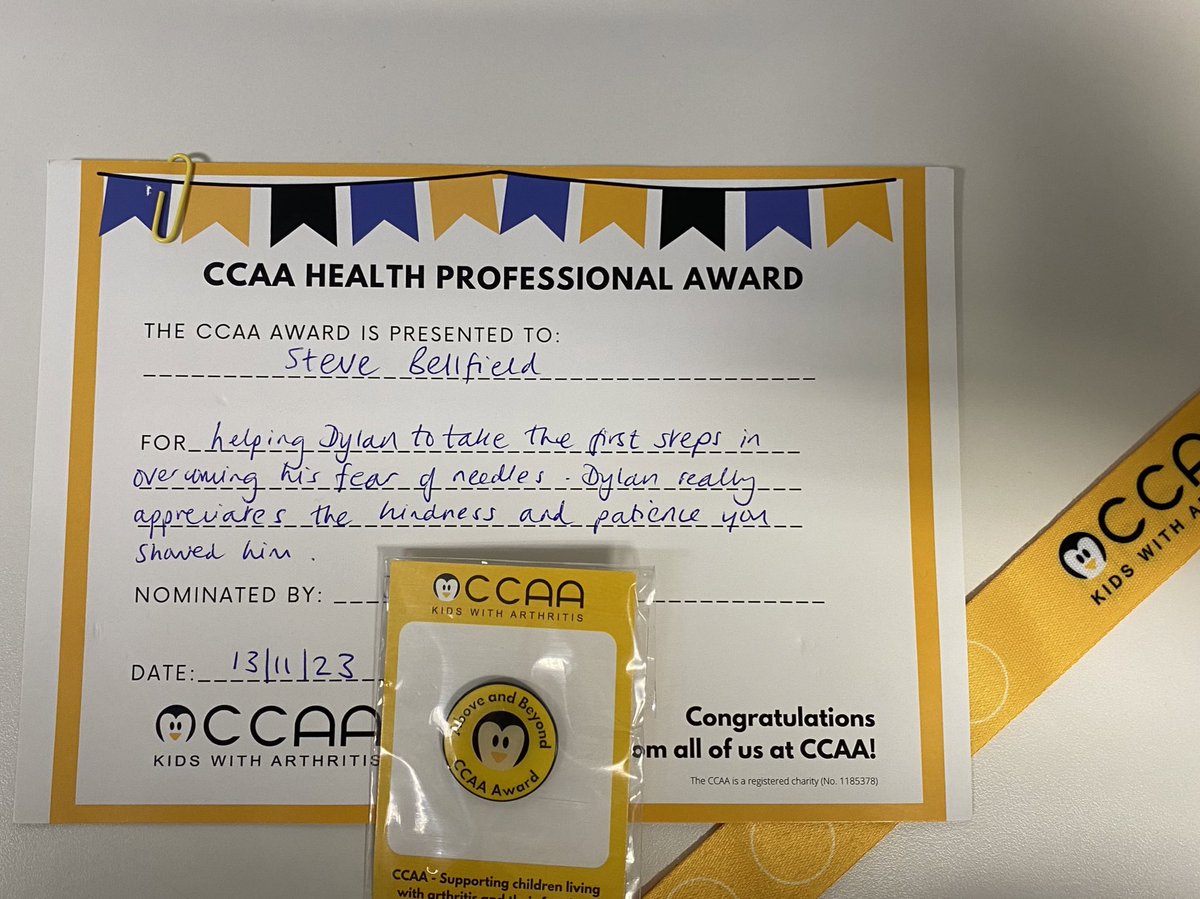 CCAA HEALTH PROFESSIONAL AWARD
THE CCAA AWARD IS PRESENTED TO:
Steve Bellfield
FOR helping Dylan to take the first steps in
overcoming his fear of needles. Dylan really
appreciates the kindness and patience you
showed him.
NOMINATED BY:
DATE: 13/11/23
CCAA
KIDS WITH ARTHRITIS
Congratulations
om all of us at CCAA!
The CCAA is a registered charity (No. 1185378)
CCAA
KIDS WITH ARTHRITIS
Above and Beyond
CCAA Award
CCAA - Supporting children living
with arthritis and their
CCA
KIDS WITH ARTH